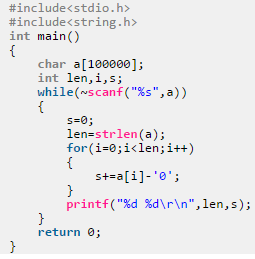 #include<stdio.h>
#include<string.h>
int main()
{
    char a[100000];
    int len,i,s;
    while(~scanf("%s",a))
    {
        s=0;
        len=strlen(a);
        for(i=0;i<len;i++)
        {
            s+=a[i]-'0';
        }
        printf("%d %d\r\n",len,s);
    }
    return 0;
}